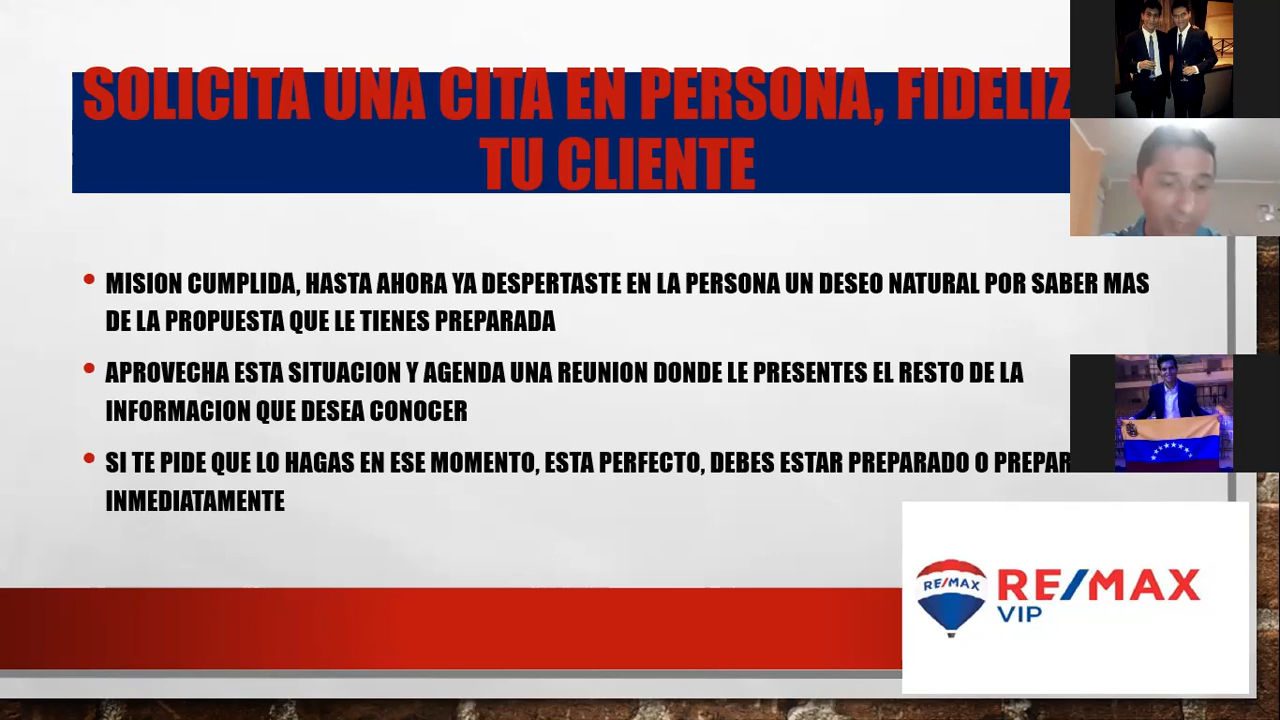 SOLICITA UNA CITA EN PERSONA, FIDELIZ
TU CLIENTE
• MISION CUMPLIDA, HASTA AHORA YA DESPERTASTE EN LA PERSONA UN DESEO NATURAL POR SABER MAS
DE LA PROPUESTA QUE LE TIENES PREPARADA
• APROVECHA ESTA SITUACION Y AGENDA UNA REUNION DONDE LE PRESENTES EL RESTO DE LA
INFORMACION QUE DESEA CONOCER
• SI TE PIDE QUE LO HAGAS EN ESE MOMENTO, ESTA PERFECTO, DEBES ESTAR PREPARADO O PREPAR
INMEDIATAMENTE
RE/MAX
RE/MAX
VIP